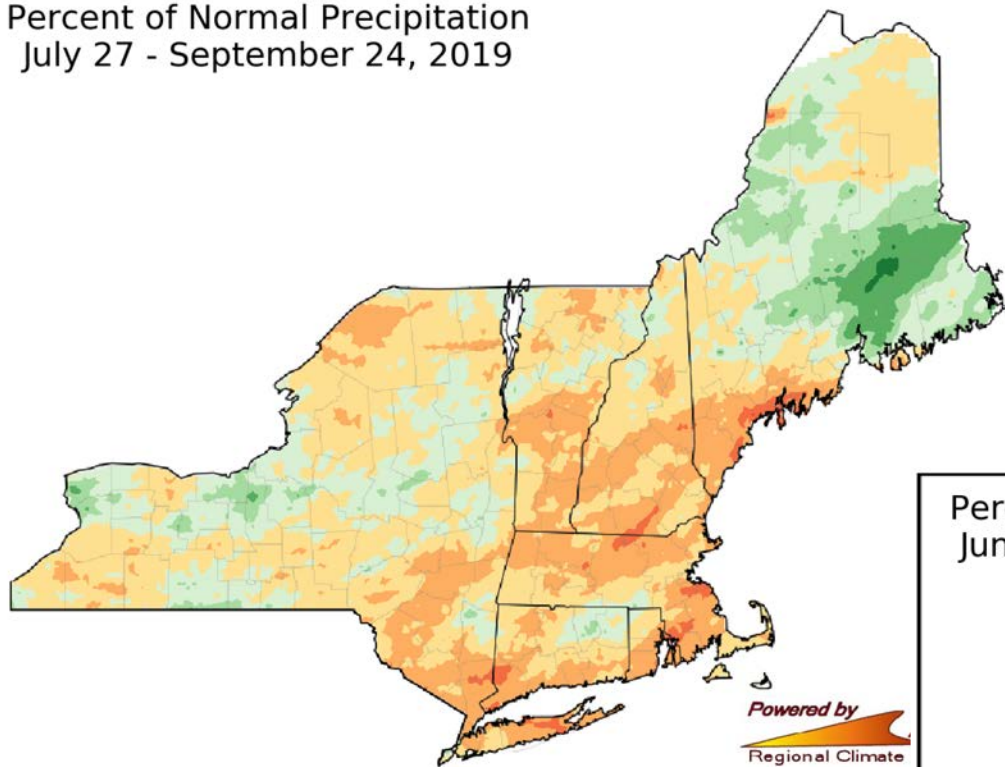 Percent of Normal Precipitation
July 27 - September 24, 2019
Per
Jun
Powered by
Regional Climate